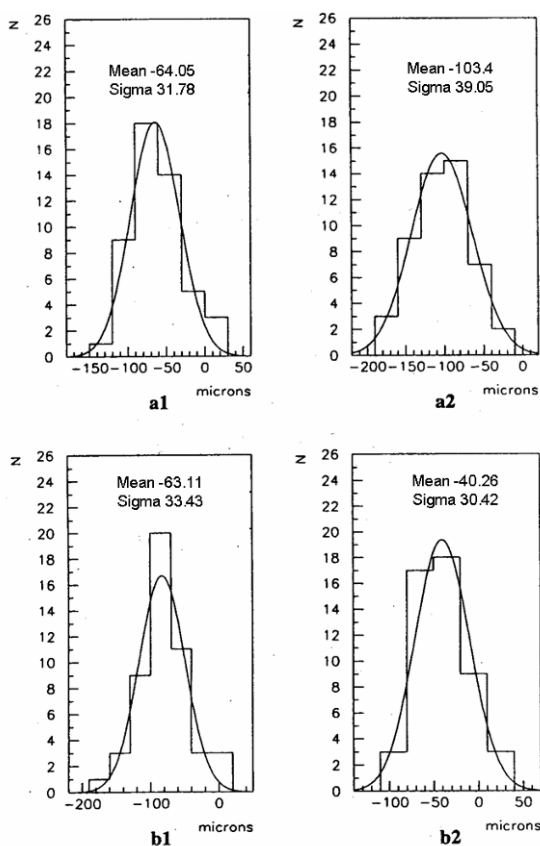 N
26
24
22
20
18
16
14
12
10
8
6
4
2
0
Mean -64.05
Sigma 31.78
-150 -100 -50 0 50
microns
a1
N
26
24
22
20
18
16
14
12
10
8
6
4
2
0
Mean -103.4
Sigma 39.05
-200 -150 -100 -50 0
microns
a2
N
26
24
22
20
18
16
14
12
10
8
6
4
2
0
Mean -63.11
Sigma 33.43
-200 -100 0
microns
b1
N
26
24
22
20
18
16
14
12
10
8
6
4
2
0
Mean -40.26
Sigma 30.42
-100 -50 0 50
microns
b2